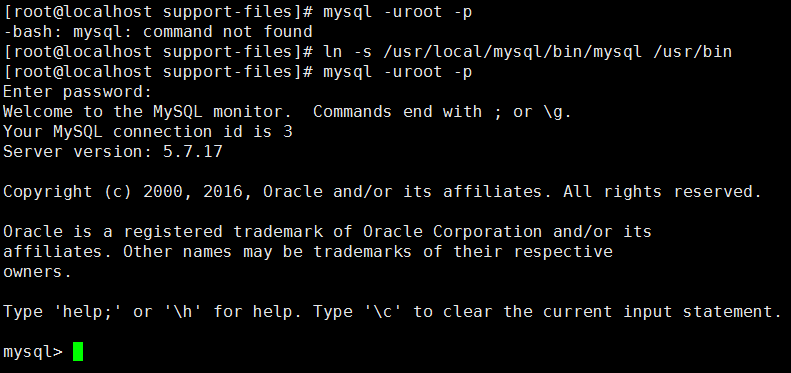 [root@localhost support-files]# mysql -uroot -p
-bash: mysql: command not found
[root@localhost support-files]# ln -s /usr/local/mysql/bin/mysql /usr/bin
[root@localhost support-files]# mysql -uroot -p
Enter password:
Welcome to the MySQL monitor.  Commands end with ; or \g.
Your MySQL connection id is 3
Server version: 5.7.17

Copyright (c) 2000, 2016, Oracle and/or its affiliates. All rights reserved.

Oracle is a registered trademark of Oracle Corporation and/or its
affiliates. Other names may be trademarks of their respective
owners.

Type 'help;' or '\h' for help. Type '\c' to clear the current input statement.

mysql>